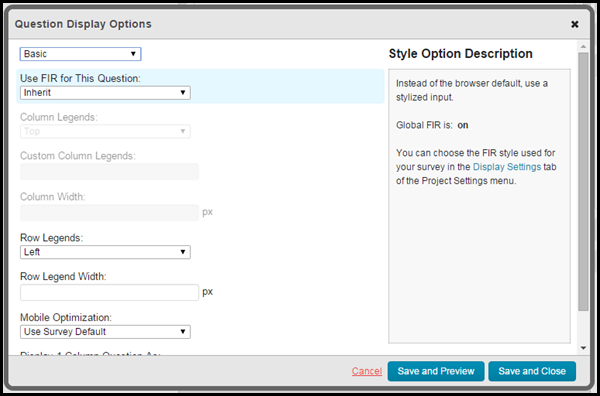 Question Display Options
Basic
Use FIR for This Question:
Inherit
Column Legends:
Top
Custom Column Legends:
Column Width:
px
Row Legends:
Left
Row Legend Width:
px
Mobile Optimization:
Use Survey Default
Display 1 Column Question As:
Style Option Description
Instead of the browser default, use a
stylized input.
Global FIR is: on
You can choose the FIR style used for
your survey in the Display Settings tab
of the Project Settings menu.
Cancel
Save and Preview
Save and Close